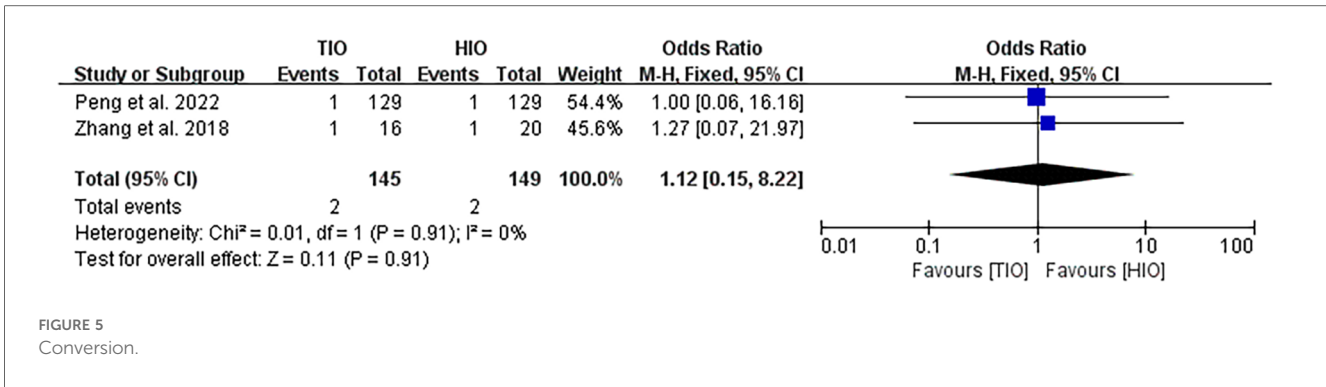 TIO HIO Odds Ratio Odds Ratio
Study or Subgroup Events Total Events Total Weight M-H, Fixed, 95% CI M-H, Fixed, 95% CI
Peng et al. 2022 1 129 1 129 54.4% 1.00 [0.06, 16.16]
Zhang et al. 2018 1 16 1 20 45.6% 1.27 [0.07, 21.97]
Total (95% CI) 145 149 100.0% 1.12 [0.15, 8.22]
Total events 2 2
Heterogeneity: Chi² = 0.01, df = 1 (P = 0.91); I² = 0%
Test for overall effect: Z = 0.11 (P = 0.91)
0.01 0.1 1 10 100
Favours [TIO] Favours [HIO]
FIGURE 5
Conversion.